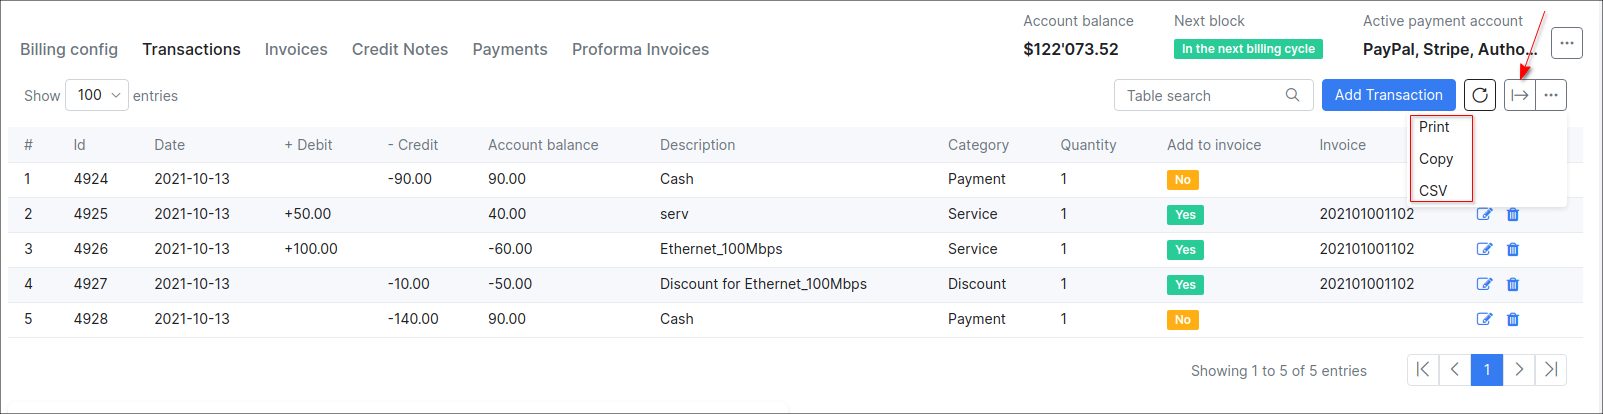 Account balance Next block Active payment account
Billing config Transactions Invoices Credit Notes Payments Proforma Invoices $122'073.52 In the next billing cycle PayPal, Stripe, Autho... ...
Show 100 entries Table search Add Transaction ...
Print
Copy
CSV
# Id Date + Debit - Credit Account balance Description Category Quantity Add to invoice Invoice
1 4924 2021-10-13 -90.00 90.00 Cash Payment 1 No
2 4925 2021-10-13 +50.00 40.00 serv Service 1 Yes 202101001102
3 4926 2021-10-13 +100.00 -60.00 Ethernet_100Mbps Service 1 Yes 202101001102
4 4927 2021-10-13 -10.00 -50.00 Discount for Ethernet_100Mbps Discount 1 Yes 202101001102
5 4928 2021-10-13 -140.00 90.00 Cash Payment 1 No
Showing 1 to 5 of 5 entries 1